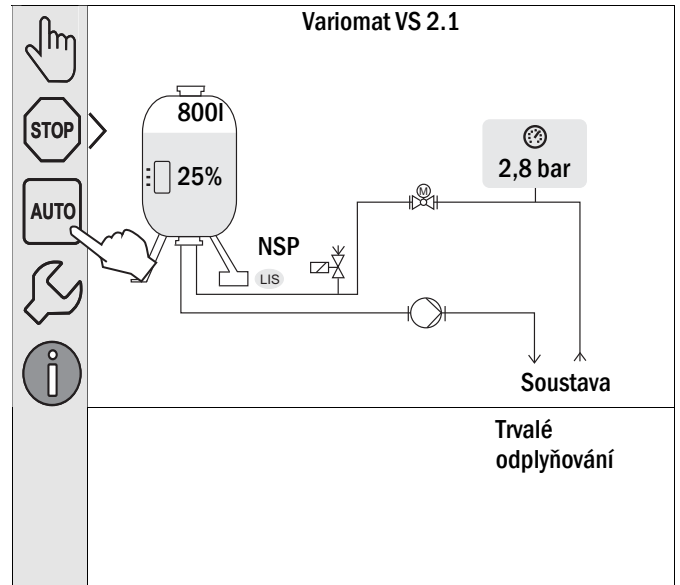 Variomat VS 2.1
STOP
AUTO
800l
25%
NSP
LIS
M
2,8 bar
Soustava
Trvalé
odplyňování